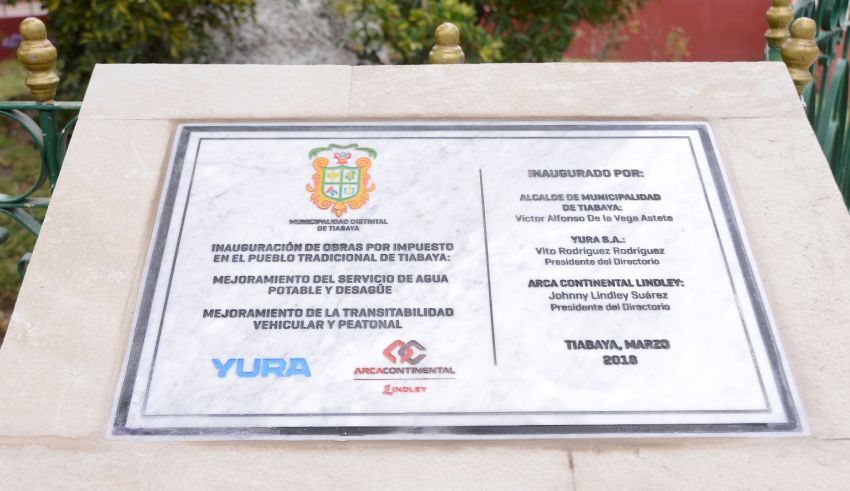 MUNICIPALIDAD DISTRITAL
DE TIABAYA
INAUGURACIÓN DE OBRAS POR IMPUESTO
EN EL PUEBLO TRADICIONAL DE TIABAYA:
MEJORAMIENTO DEL SERVICIO DE AGUA
POTABLE Y DESAGÜE
MEJORAMIENTO DE LA TRANSITABILIDAD
VEHICULAR Y PEATONAL
YURA
ARCACONTINENTAL
LINDLEY
INAUGURADO POR:
ALCALDE DE MUNICIPALIDAD
DE TIABAYA:
Víctor Alfonso De la Vega Astete
YURA S.A.:
Vito Rodríguez Rodríguez
Presidente del Directorio
ARCA CONTINENTAL LINDLEY:
Johnny Lindley Suárez
Presidente del Directorio
TIABAYA, MARZO
2018